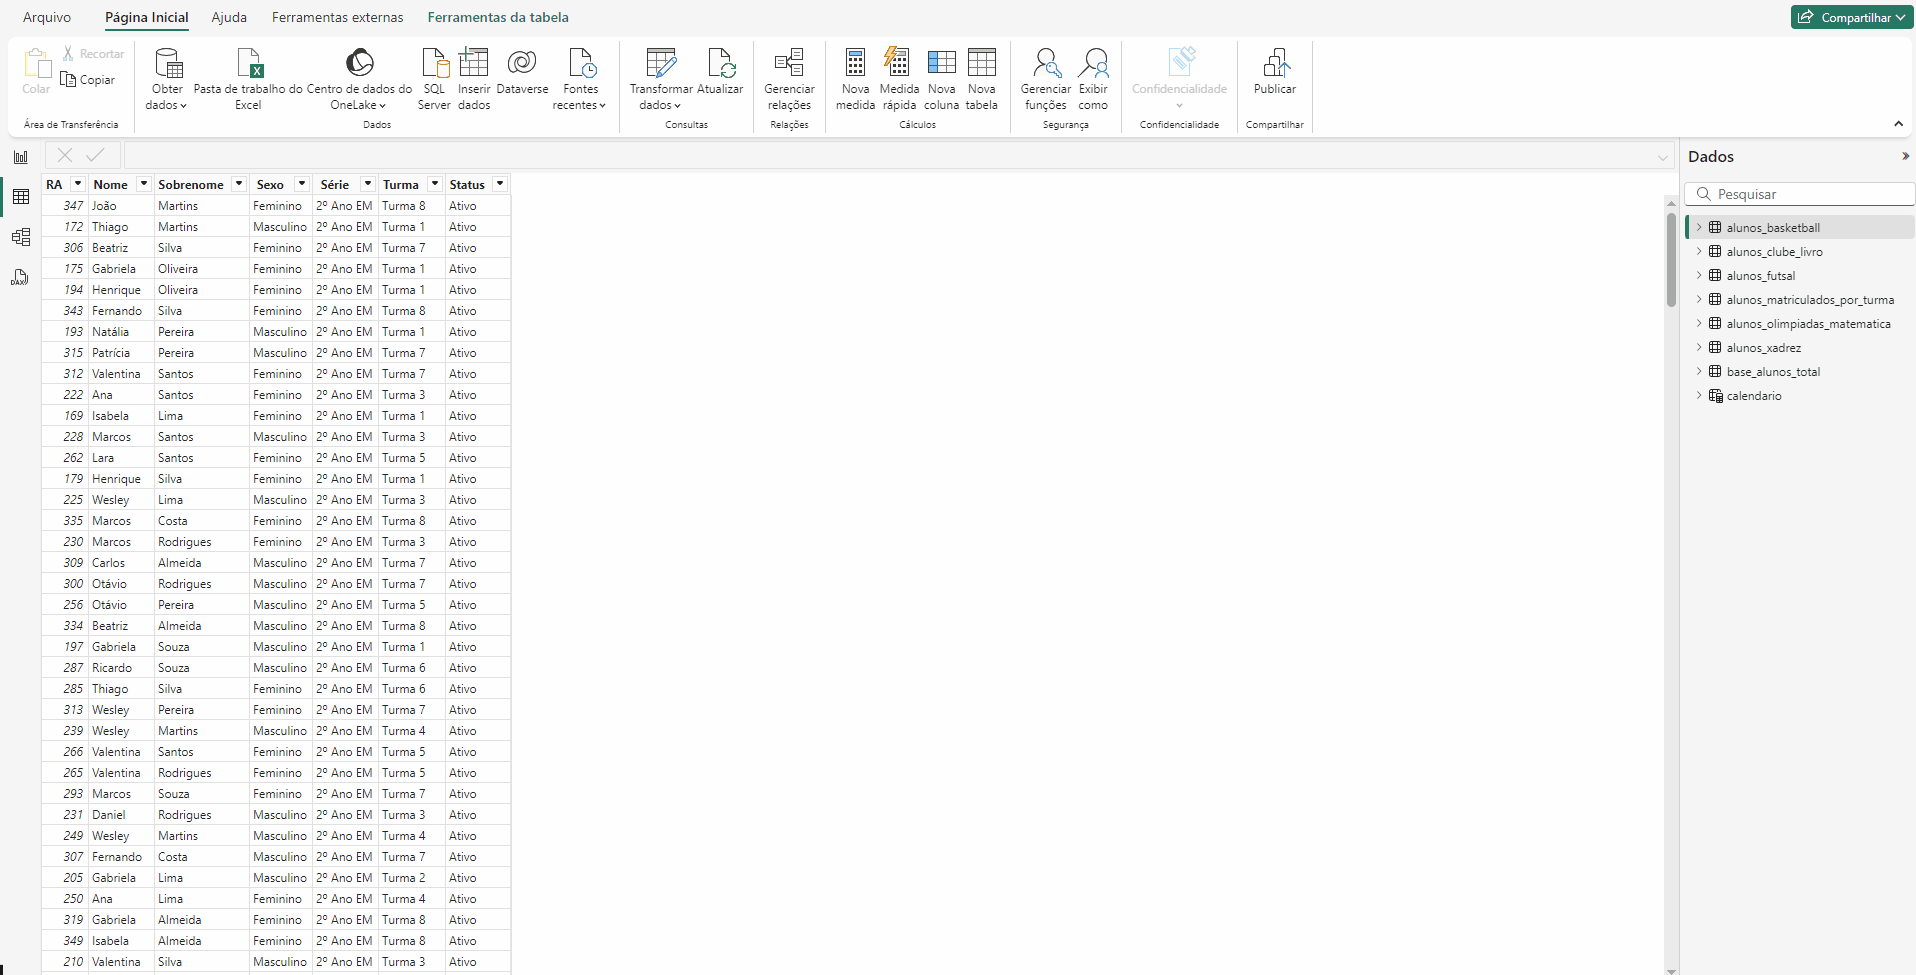 Arquivo Página Inicial Ajuda Ferramentas externas Ferramentas da tabela Compartilhar
Colar
Recortar
Copiar
Área de Transferência
Obter dados
Pasta de trabalho do Excel
Centro de dados do OneLake
SQL Server
Inserir dados
Dataverse
Fontes recentes
Dados
Transformar dados
Atualizar
Consultas
Gerenciar relações
Relações
Nova medida
Medida rápida
Nova coluna
Nova tabela
Cálculos
Gerenciar funções
Exibir como
Segurança
Confidencialidade
Confidencialidade
Publicar
Compartilhar
DAX
RA Nome Sobrenome Sexo Série Turma Status
347 João Martins Feminino 2º Ano EM Turma 8 Ativo
172 Thiago Martins Masculino 2º Ano EM Turma 1 Ativo
306 Beatriz Silva Feminino 2º Ano EM Turma 7 Ativo
175 Gabriela Oliveira Feminino 2º Ano EM Turma 1 Ativo
194 Henrique Oliveira Feminino 2º Ano EM Turma 1 Ativo
343 Fernando Silva Feminino 2º Ano EM Turma 8 Ativo
193 Natália Pereira Masculino 2º Ano EM Turma 1 Ativo
315 Patrícia Pereira Masculino 2º Ano EM Turma 7 Ativo
312 Valentina Santos Feminino 2º Ano EM Turma 7 Ativo
222 Ana Santos Feminino 2º Ano EM Turma 3 Ativo
169 Isabela Lima Feminino 2º Ano EM Turma 1 Ativo
228 Marcos Santos Masculino 2º Ano EM Turma 3 Ativo
262 Lara Santos Feminino 2º Ano EM Turma 5 Ativo
179 Henrique Silva Feminino 2º Ano EM Turma 1 Ativo
225 Wesley Lima Masculino 2º Ano EM Turma 3 Ativo
335 Marcos Costa Feminino 2º Ano EM Turma 8 Ativo
230 Marcos Rodrigues Feminino 2º Ano EM Turma 3 Ativo
309 Carlos Almeida Masculino 2º Ano EM Turma 7 Ativo
300 Otávio Rodrigues Masculino 2º Ano EM Turma 7 Ativo
256 Otávio Pereira Masculino 2º Ano EM Turma 5 Ativo
334 Beatriz Almeida Masculino 2º Ano EM Turma 8 Ativo
197 Gabriela Souza Masculino 2º Ano EM Turma 1 Ativo
287 Ricardo Souza Masculino 2º Ano EM Turma 6 Ativo
285 Thiago Silva Feminino 2º Ano EM Turma 6 Ativo
313 Wesley Pereira Feminino 2º Ano EM Turma 7 Ativo
239 Wesley Martins Masculino 2º Ano EM Turma 4 Ativo
266 Valentina Santos Feminino 2º Ano EM Turma 5 Ativo
265 Valentina Rodrigues Feminino 2º Ano EM Turma 5 Ativo
293 Marcos Souza Feminino 2º Ano EM Turma 7 Ativo
231 Daniel Rodrigues Masculino 2º Ano EM Turma 3 Ativo
249 Wesley Martins Masculino 2º Ano EM Turma 4 Ativo
307 Fernando Costa Masculino 2º Ano EM Turma 7 Ativo
205 Gabriela Lima Masculino 2º Ano EM Turma 2 Ativo
250 Ana Lima Feminino 2º Ano EM Turma 4 Ativo
319 Gabriela Almeida Feminino 2º Ano EM Turma 8 Ativo
349 Isabela Almeida Feminino 2º Ano EM Turma 8 Ativo
210 Valentina Silva Masculino 2º Ano EM Turma 3 Ativo
Dados
Pesquisar
alunos_basketball
alunos_clube_livro
alunos_futsal
alunos_matriculados_por_turma
alunos_olimpiadas_matematica
alunos_xadrez
base_alunos_total
calendario